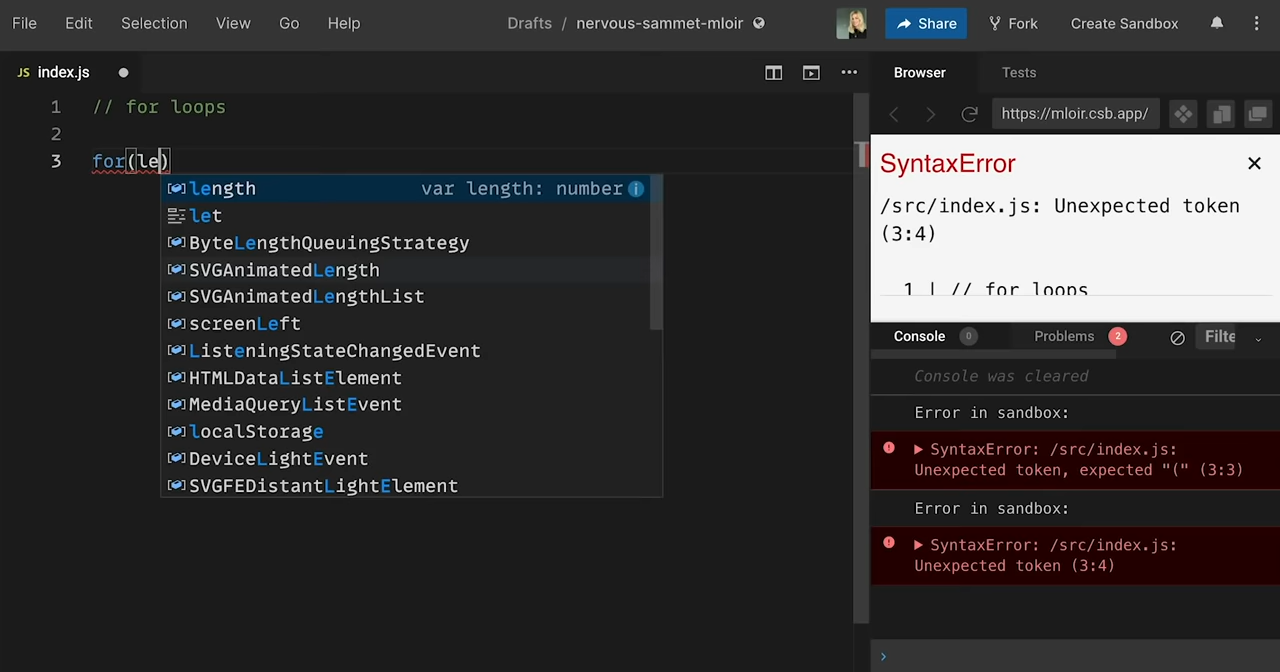 File Edit Selection View Go Help Drafts / nervous-sammet-mloir Share Fork Create Sandbox
JS index.js
1 // for loops
2
3 for(le)
length var length: number
let
ByteLengthQueuingStrategy
SVGAnimatedLength
SVGAnimatedLengthList
screenLeft
ListeningStateChangedEvent
HTMLDataListElement
MediaQueryListEvent
localStorage
DeviceLightEvent
SVGFEDistantLightElement
Browser Tests
https://mloir.csb.app/
SyntaxError
/src/index.js: Unexpected token
(3:4)
1 | // for loops
Console 0 Problems 2 Filte
Console was cleared
Error in sandbox:
SyntaxError: /src/index.js:
Unexpected token, expected "(" (3:3)
Error in sandbox:
SyntaxError: /src/index.js:
Unexpected token (3:4)